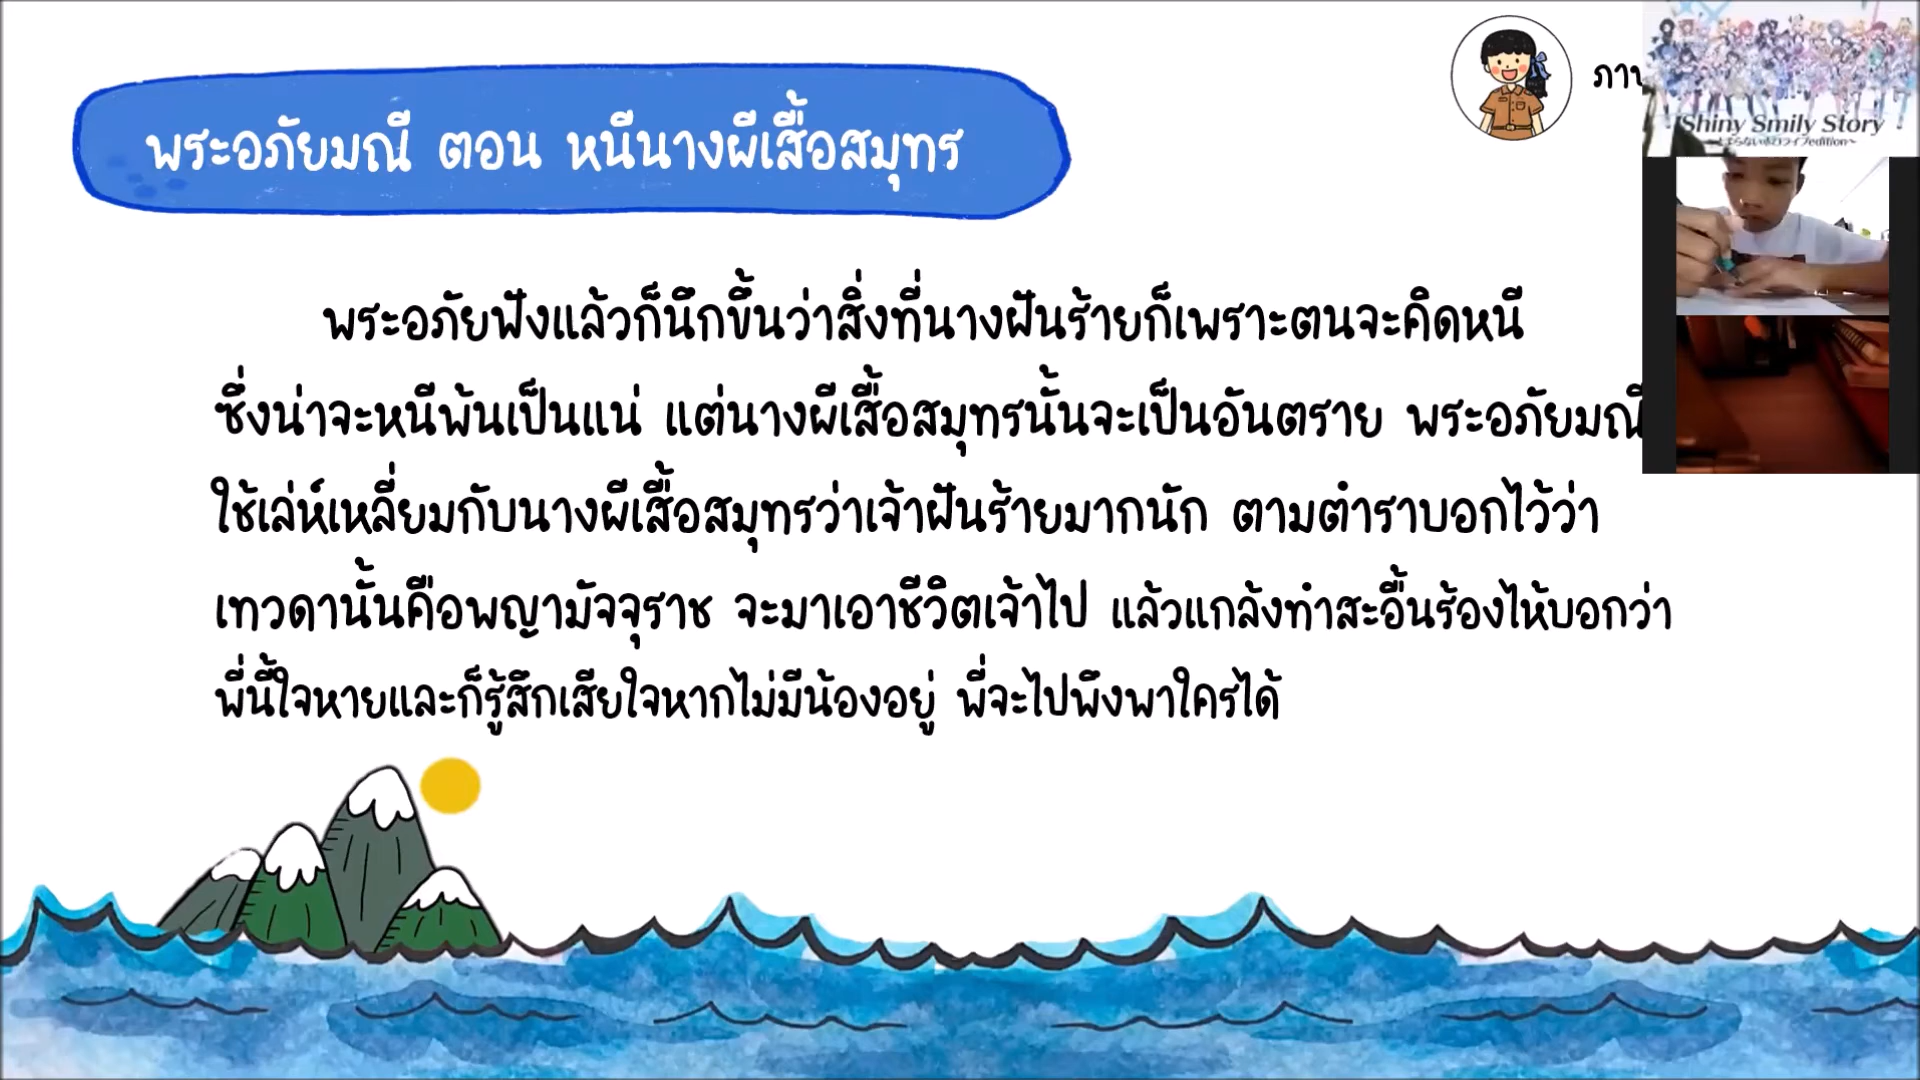 พระอภัยมณี ตอน หนีนางผีเสื้อสมุทร
Shiny Smily Story
พระอภัยฟังแล้วก็นึกขึ้นว่าสิ่งที่นางฝันร้ายก็เพราะตนจะคิดหนี
ซึ่งน่าจะหนีพ้นเป็นแน่ แต่นางผีเสื้อสมุทรนั้นจะเป็นอันตราย พระอภัยมณี
ใช้เล่ห์เหลี่ยมกับนางผีเสื้อสมุทรว่าเจ้าฝันร้ายมากนัก ตามตำราบอกไว้ว่า
เทวดานั้นคือพญามัจจุราช จะมาเอาชีวิตเจ้าไป แล้วแกล้งทำสะอื้นร้องไห้บอกว่า
พี่นี้ใจหายและก็รู้สึกเสียใจหากไม่มีน้องอยู่ พี่จะไปพึงพาใครได้